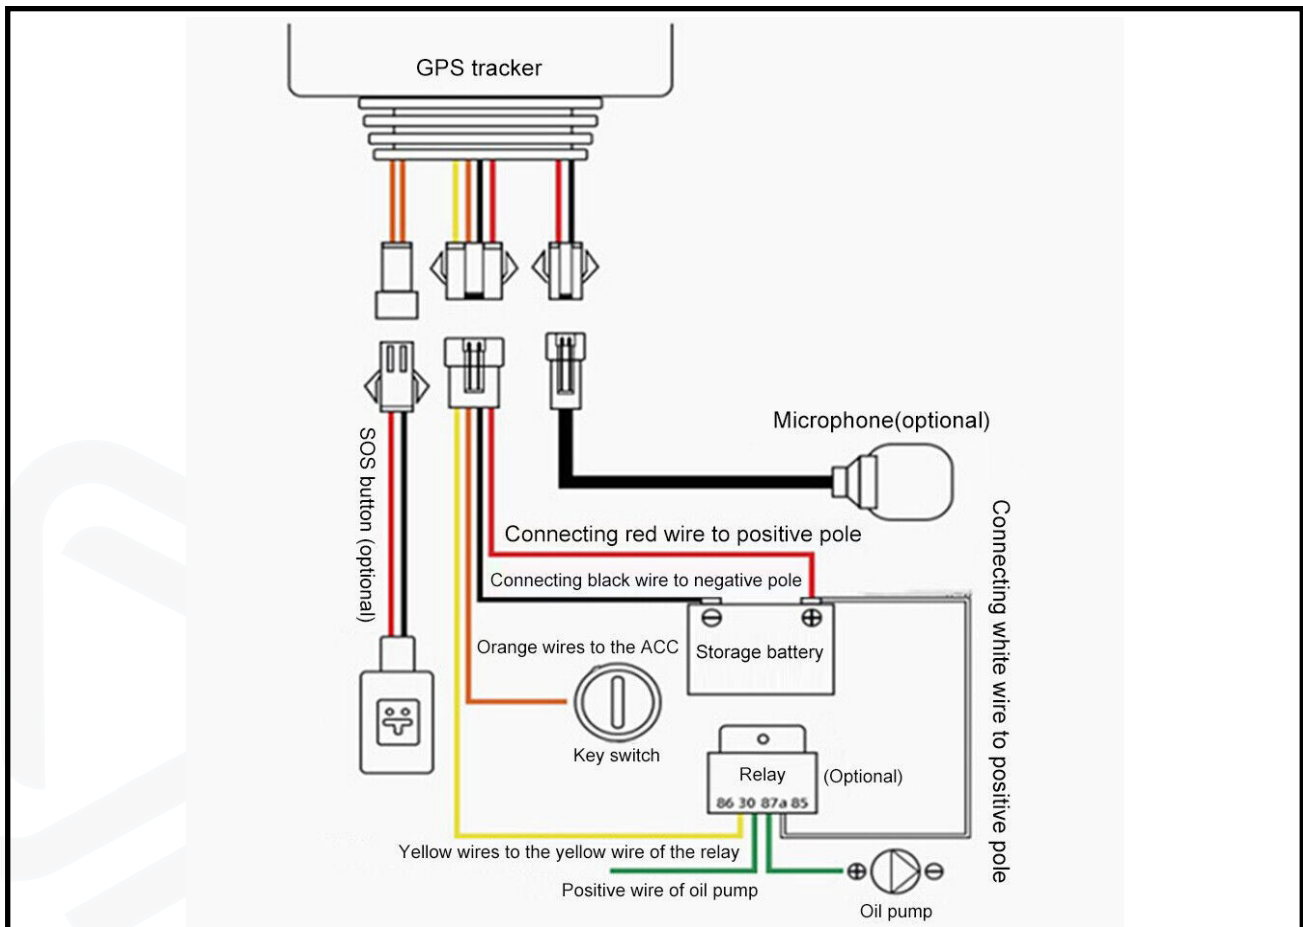 GPS tracker
Microphone(optional)
SOS button (optional)
Connecting red wire to positive pole
Connecting black wire to negative pole
Connecting white wire to positive pole
Orange wires to the ACC
Storage battery
Key switch
Relay
(Optional)
86 30 87a 85
Yellow wires to the yellow wire of the relay
Positive wire of oil pump
Oil pump